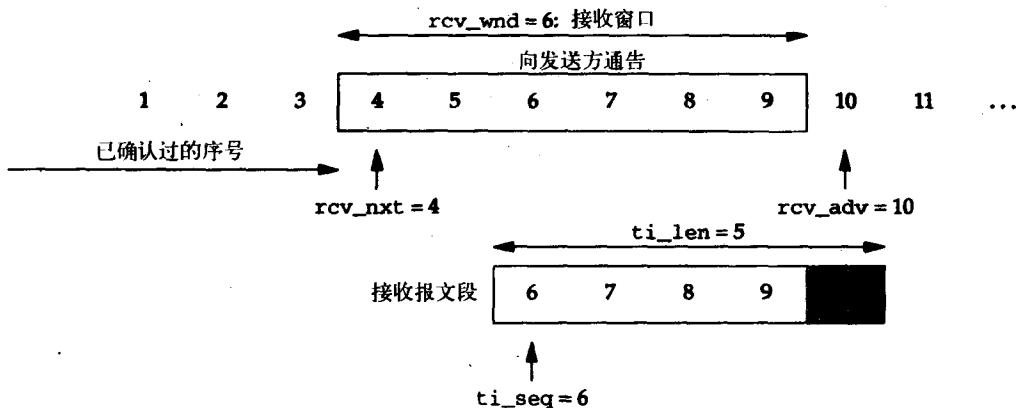 rcv_wnd=6: 接收窗口
向发送方通告
1 2 3 4 5 6 7 8 9 10 11 ...
已确认过的序号
rcv_nxt=4 rcv_adv=10
ti_len=5
接收报文段 6 7 8 9
ti_seq=6